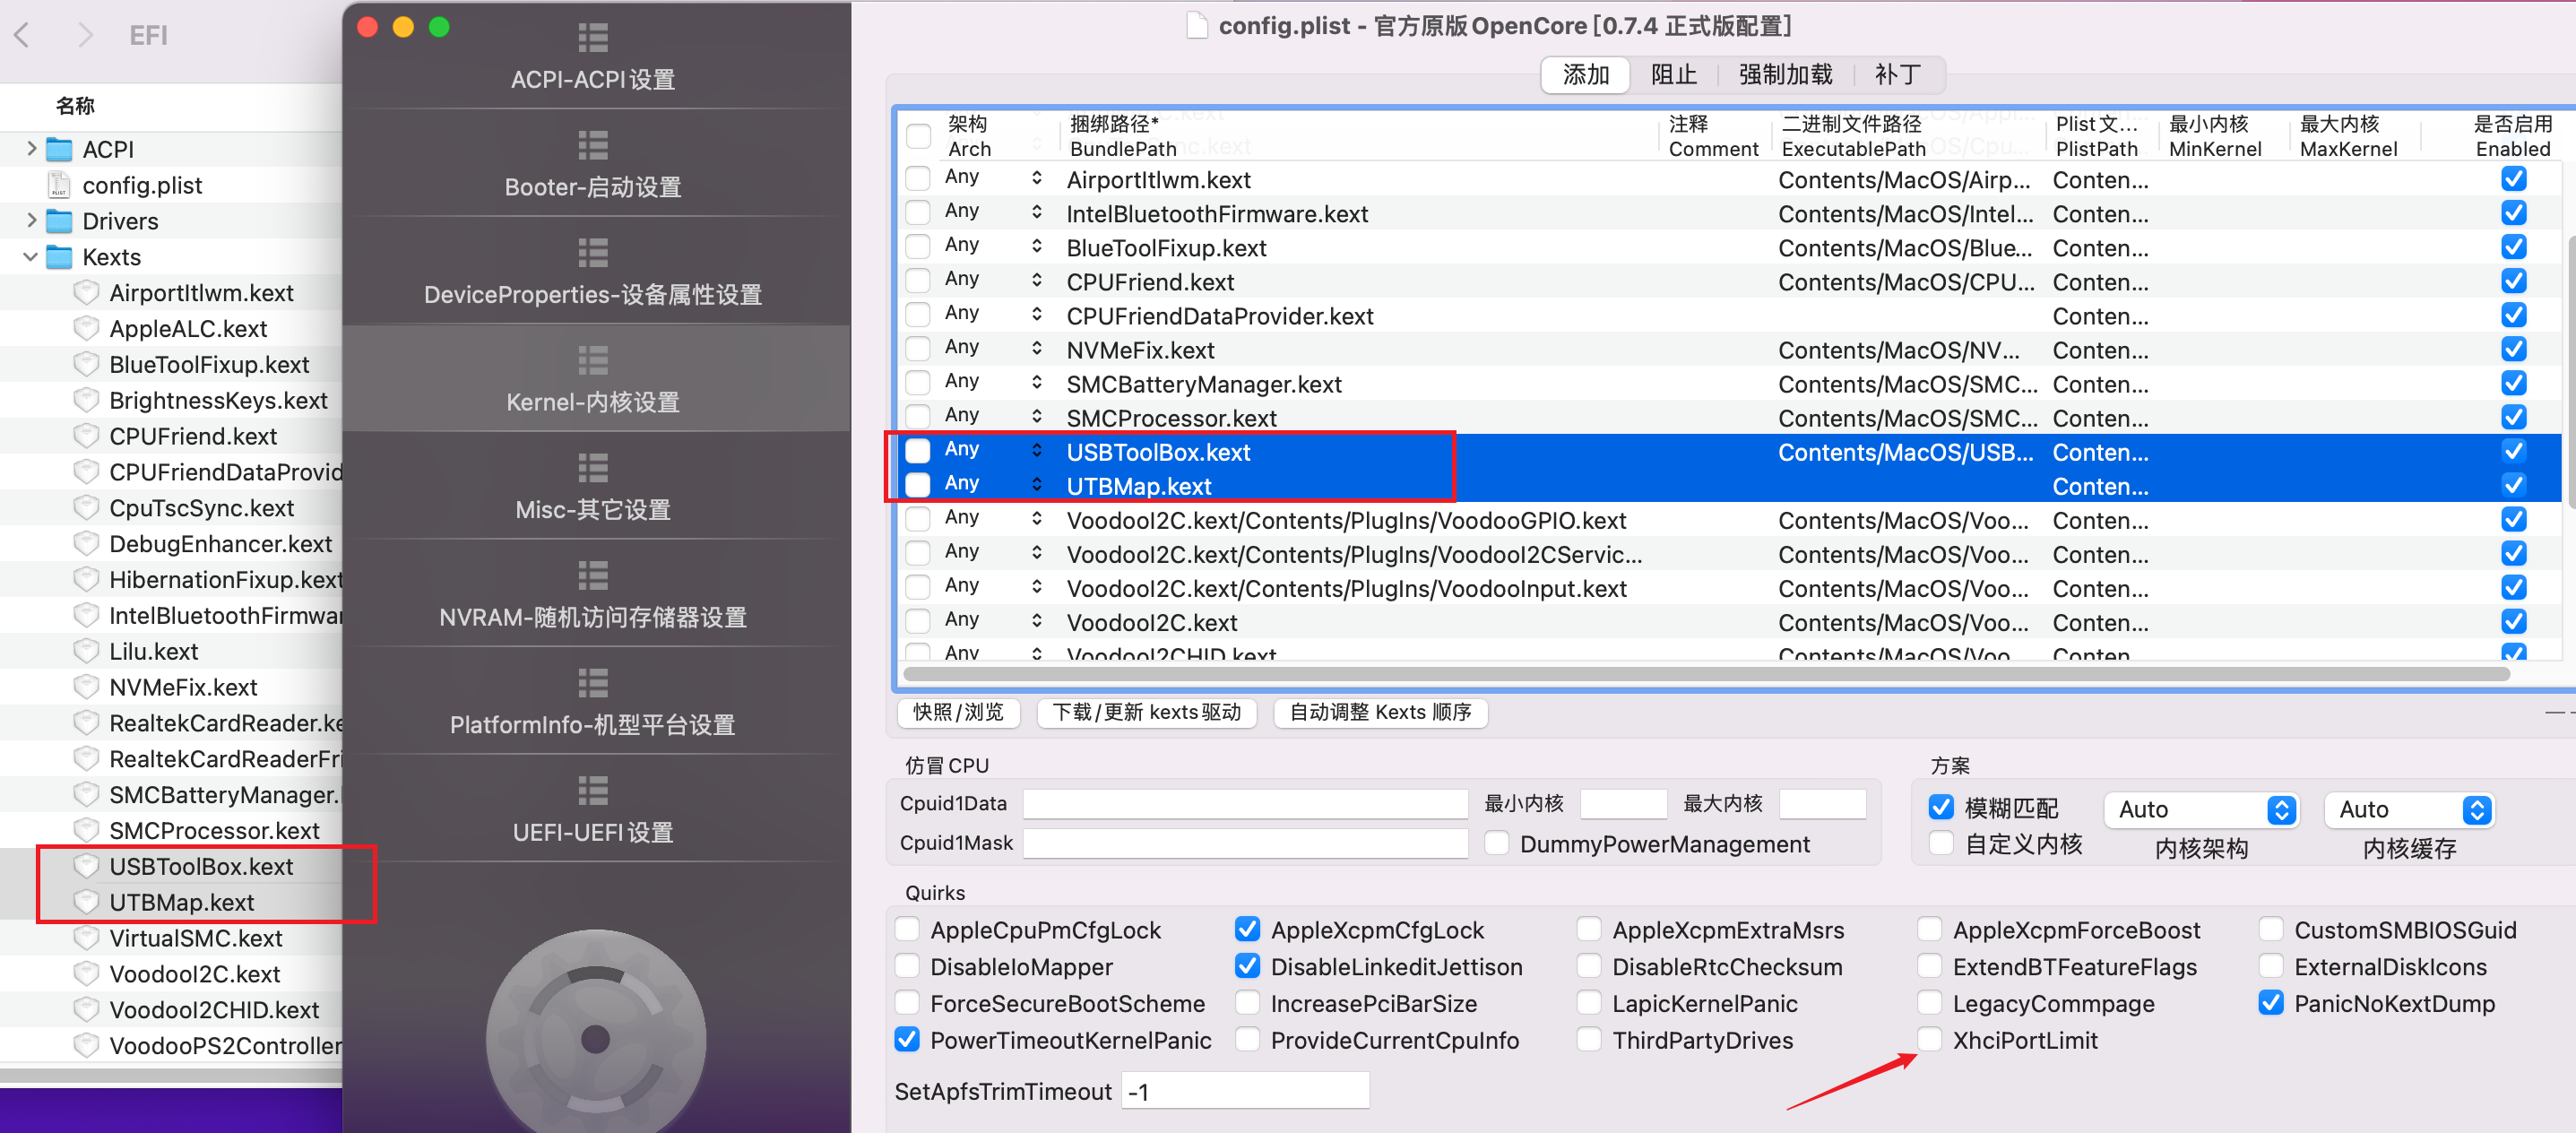 EFI
名称
ACPI
config.plist
Drivers
Kexts
AirportItlwm.kext
AppleALC.kext
BlueToolFixup.kext
BrightnessKeys.kext
CPUFriend.kext
CPUFriendDataProvid
CpuTscSync.kext
DebugEnhancer.kext
HibernationFixup.kext
IntelBluetoothFirmwar
Lilu.kext
NVMeFix.kext
RealtekCardReader.ke
RealtekCardReaderFri
SMCBatteryManager.
SMCProcessor.kext
USBToolBox.kext
UTBMap.kext
VirtualSMC.kext
VoodooI2C.kext
VoodooI2CHID.kext
VoodooPS2Controller
ACPI-ACPI设置
Booter-启动设置
DeviceProperties-设备属性设置
Kernel-内核设置
Misc-其它设置
NVRAM-随机访问存储器设置
PlatformInfo-机型平台设置
UEFI-UEFI设置
config.plist - 官方原版OpenCore [0.7.4 正式版配置]
添加 阻止 强制加载 补丁
架构 捆绑路径* 注释 二进制文件路径 Plist文... 最小内核 最大内核 是否启用
Arch BundlePath Comment ExecutablePath PlistPath MinKernel MaxKernel Enabled
Any AirportItlwm.kext Contents/MacOS/Airp... Conten...
Any IntelBluetoothFirmware.kext Contents/MacOS/Intel... Conten...
Any BlueToolFixup.kext Contents/MacOS/Blue... Conten...
Any CPUFriend.kext Contents/MacOS/CPU... Conten...
Any CPUFriendDataProvider.kext Conten...
Any NVMeFix.kext Contents/MacOS/NV... Conten...
Any SMCBatteryManager.kext Contents/MacOS/SMC... Conten...
Any SMCProcessor.kext Contents/MacOS/SMC... Conten...
Any USBToolBox.kext Contents/MacOS/USB... Conten...
Any UTBMap.kext Conten...
Any VoodooI2C.kext/Contents/PlugIns/VoodooGPIO.kext Contents/MacOS/Voo... Conten...
Any VoodooI2C.kext/Contents/PlugIns/VoodooI2CServic... Contents/MacOS/Voo... Conten...
Any VoodooI2C.kext/Contents/PlugIns/VoodooInput.kext Contents/MacOS/Voo... Conten...
Any VoodooI2C.kext Contents/MacOS/Voo... Conten...
Any VoodooI2CHID.kext Contents/MacOS/Voo Conten
快照/浏览 下载/更新 kexts驱动 自动调整 Kexts 顺序
仿冒CPU
Cpuid1Data 最小内核 最大内核
Cpuid1Mask DummyPowerManagement
方案
模糊匹配 Auto Auto
自定义内核 内核架构 内核缓存
Quirks
AppleCpuPmCfgLock AppleXcpmCfgLock AppleXcpmExtraMsrs AppleXcpmForceBoost CustomSMBIOSGuid
DisableIoMapper DisableLinkeditJettison DisableRtcChecksum ExtendBTFeatureFlags ExternalDiskIcons
ForceSecureBootScheme IncreasePciBarSize LapicKernelPanic LegacyCommpage PanicNoKextDump
PowerTimeoutKernelPanic ProvideCurrentCpuInfo ThirdPartyDrives XhciPortLimit
SetApfsTrimTimeout -1